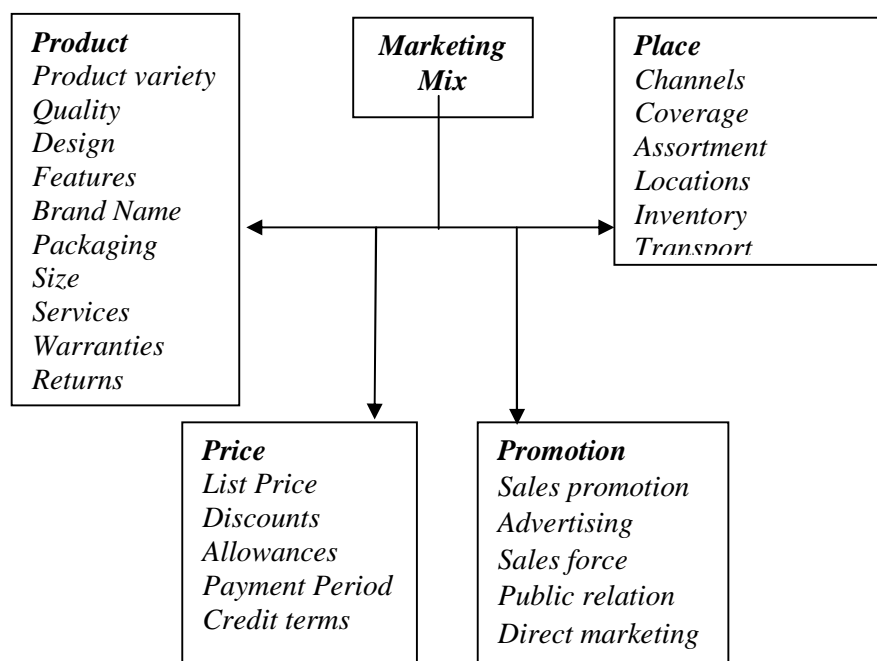 Product
Product variety
Quality
Design
Features
Brand Name
Packaging
Size
Services
Warranties
Returns
Marketing
Mix
Place
Channels
Coverage
Assortment
Locations
Inventory
Transport
Price
List Price
Discounts
Allowances
Payment Period
Credit terms
Promotion
Sales promotion
Advertising
Sales force
Public relation
Direct marketing